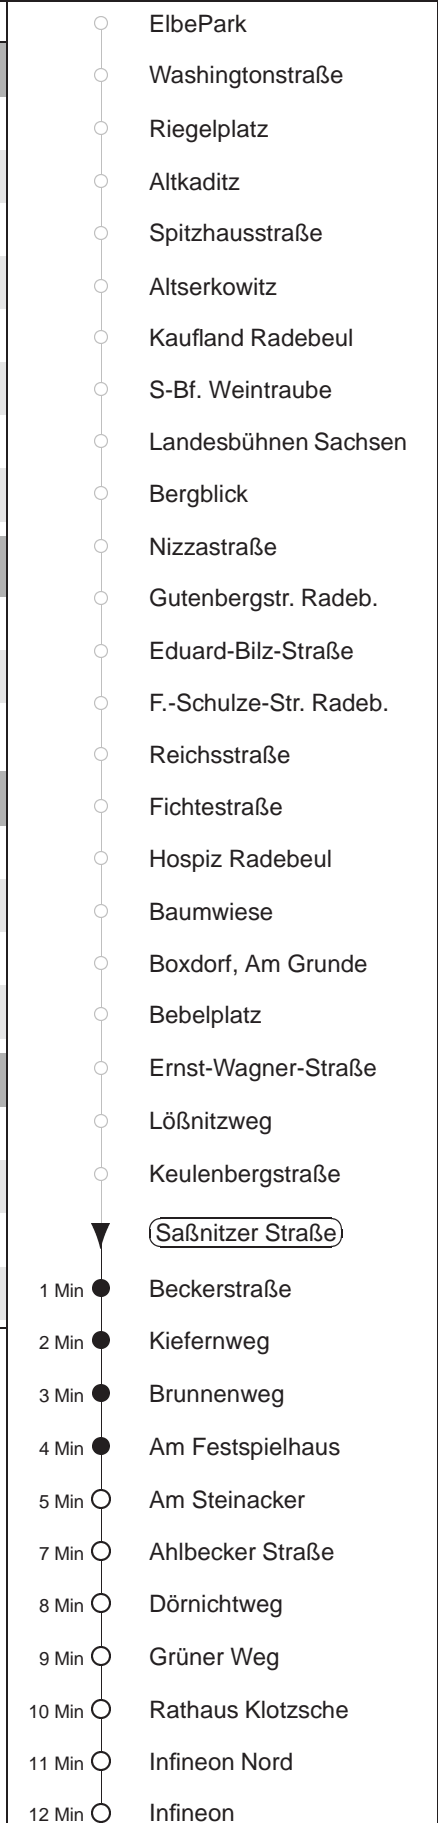 ElbePark
Washingtonstraße
Riegelplatz
Altkaditz
Spitzhausstraße
Altserkowitz
Kaufland Radebeul
S-Bf. Weintraube
Landesbühnen Sachsen
Bergblick
Nizzastraße
Gutenbergstr. Radeb.
Eduard-Bilz-Straße
F.-Schulze-Str. Radeb.
Reichsstraße
Fichtestraße
Hospiz Radebeul
Baumwiese
Boxdorf, Am Grunde
Bebelplatz
Ernst-Wagner-Straße
Lößnitzweg
Keulenbergstraße
Saßnitzer Straße
1 Min Beckerstraße
2 Min Kiefernweg
3 Min Brunnenweg
4 Min Am Festspielhaus
5 Min Am Steinacker
7 Min Ahlbecker Straße
8 Min Dörnichtweg
9 Min Grüner Weg
10 Min Rathaus Klotzsche
11 Min Infineon Nord
12 Min Infineon